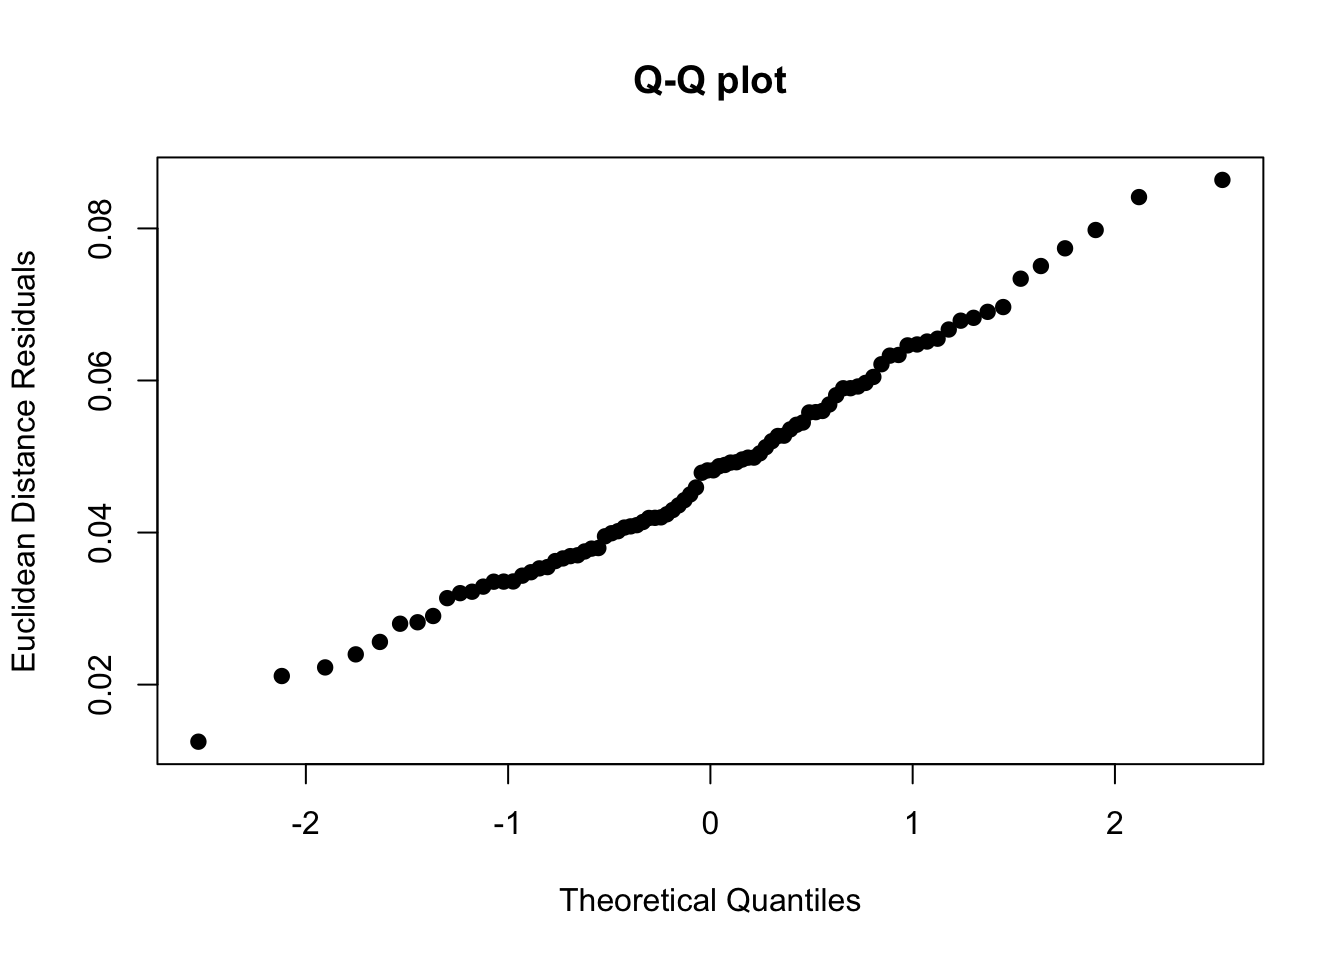 Q-Q plot
Euclidean Distance Residuals
0.08
0.06
0.04
0.02
-2 -1 0 1 2
Theoretical Quantiles